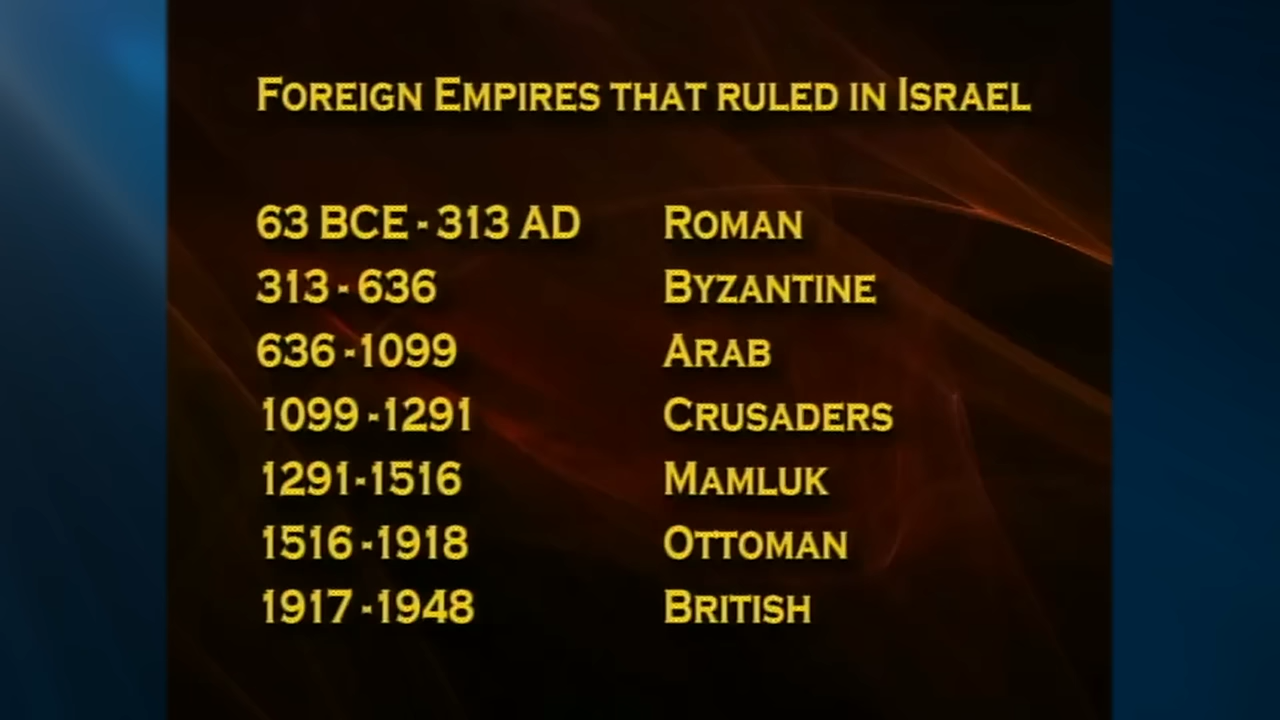 Foreign Empires that ruled in Israel
63 BCE - 313 AD Roman
313 - 636 Byzantine
636 -1099 Arab
1099 -1291 Crusaders
1291-1516 Mamluk
1516 -1918 Ottoman
1917 -1948 British